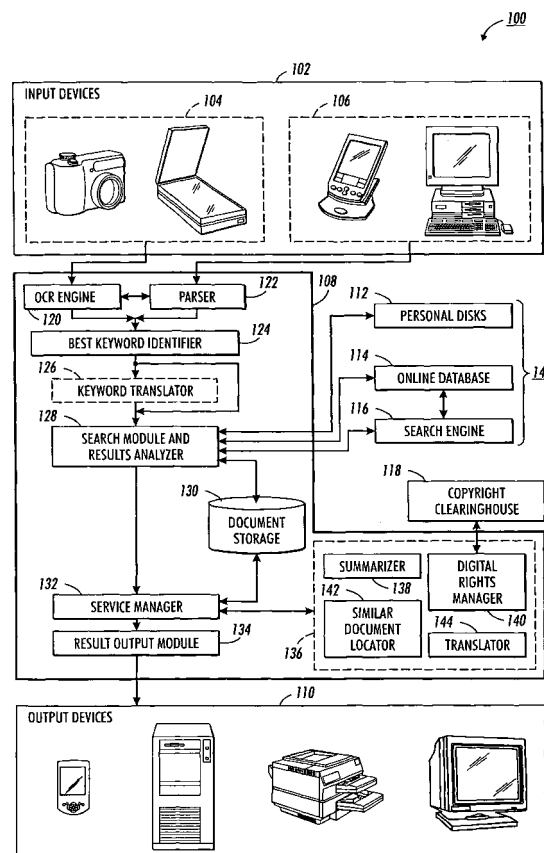 100
102
INPUT DEVICES
104
106
108
OCR ENGINE
120
PARSER
122
BEST KEYWORD IDENTIFIER
124
126
KEYWORD TRANSLATOR
128
SEARCH MODULE AND
RESULTS ANALYZER
112
PERSONAL DISKS
114
ONLINE DATABASE
116
SEARCH ENGINE
118
COPYRIGHT
CLEARINGHOUSE
130
DOCUMENT
STORAGE
132
SERVICE MANAGER
RESULT OUTPUT MODULE
134
136
SUMMARIZER
138
142
SIMILAR
DOCUMENT
LOCATOR
DIGITAL
RIGHTS
MANAGER
140
144
TRANSLATOR
110
OUTPUT DEVICES